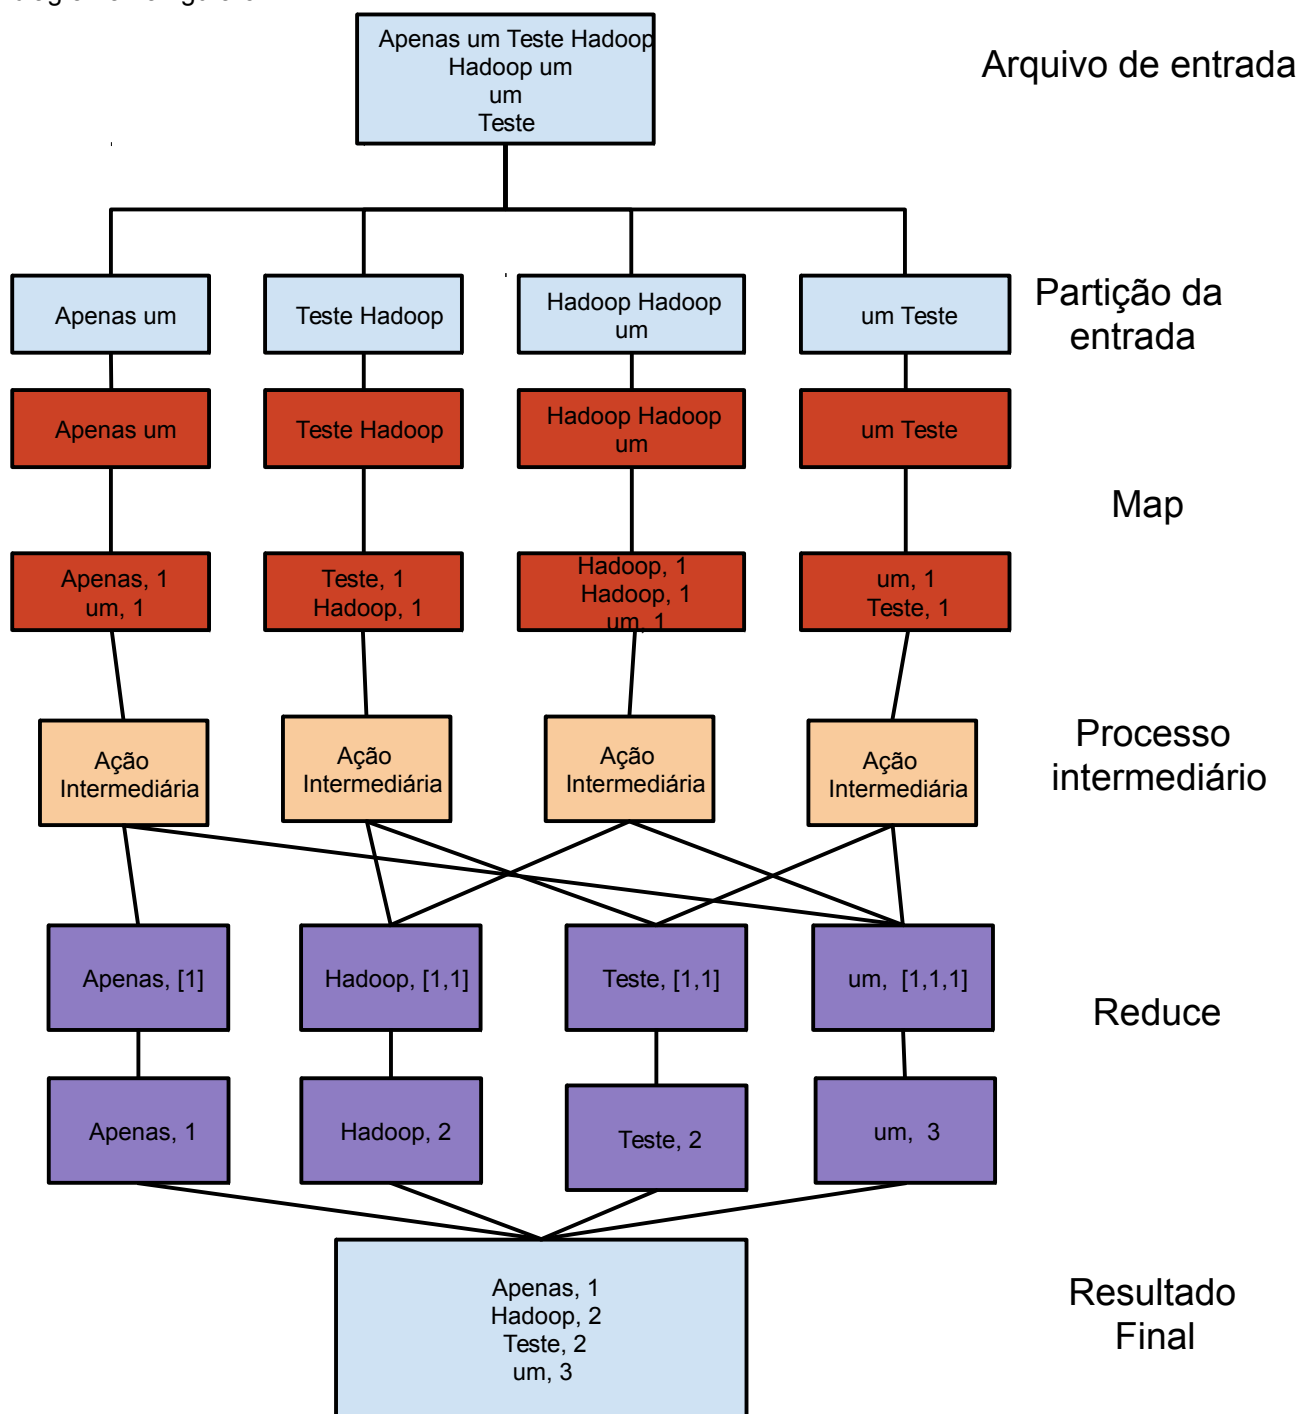 Apenas um Teste Hadoop
Hadoop um
um
Teste
Arquivo de entrada
Apenas um
Teste Hadoop
Hadoop Hadoop
um
um Teste
Partição da
entrada
Apenas um
Teste Hadoop
Hadoop Hadoop
um
um Teste
Map
Apenas, 1
um, 1
Teste, 1
Hadoop, 1
Hadoop, 1
Hadoop, 1
um, 1
um, 1
Teste, 1
Ação
Intermediária
Ação
Intermediária
Ação
Intermediária
Ação
Intermediária
Processo
intermediário
Apenas, [1]
Hadoop, [1,1]
Teste, [1,1]
um, [1,1,1]
Reduce
Apenas, 1
Hadoop, 2
Teste, 2
um, 3
Apenas, 1
Hadoop, 2
Teste, 2
um, 3
Resultado
Final